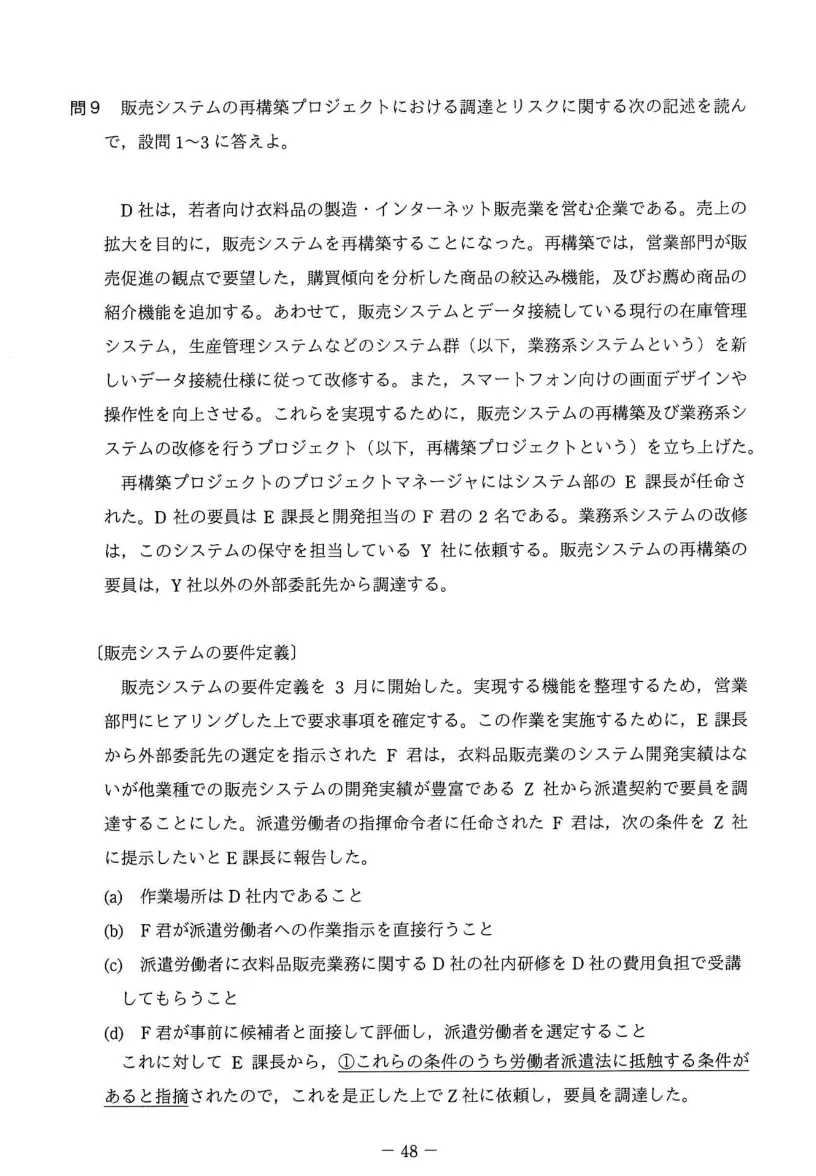 問9 販売システムの再構築プロジェクトにおける調達とリスクに関する次の記述を読ん
で，設問1～3に答えよ。
D社は，若者向け衣料品の製造・インターネット販売業を営む企業である。売上の
拡大を目的に，販売システムを再構築することになった。再構築では，営業部門が販
売促進の観点で要望した，購買傾向を分析した商品の絞込み機能，及びお薦め商品の
紹介機能を追加する。あわせて，販売システムとデータ接続している現行の在庫管理
システム，生産管理システムなどのシステム群（以下，業務系システムという）を新
しいデータ接続仕様に従って改修する。また，スマートフォン向けの画面デザインや
操作性を向上させる。これらを実現するために，販売システムの再構築及び業務系シ
ステムの改修を行うプロジェクト（以下，再構築プロジェクトという）を立ち上げた。
再構築プロジェクトのプロジェクトマネージャにはシステム部の E 課長が任命さ
れた。D 社の要員は E 課長と開発担当の F 君の 2 名である。業務系システムの改修
は，このシステムの保守を担当している Y 社に依頼する。販売システムの再構築の
要員は，Y 社以外の外部委託先から調達する。
〔販売システムの要件定義〕
販売システムの要件定義を 3 月に開始した。実現する機能を整理するため，営業
部門にヒアリングした上で要求事項を確定する。この作業を実施するために，E 課長
から外部委託先の選定を指示された F 君は，衣料品販売業のシステム開発実績はな
いが他業種での販売システムの開発実績が豊富である Z 社から派遣契約で要員を調
達することにした。派遣労働者の指揮命令者に任命された F 君は，次の条件を Z 社
に提示したいと E 課長に報告した。
(a) 作業場所は D 社内であること
(b) F 君が派遣労働者への作業指示を直接行うこと
(c) 派遣労働者に衣料品販売業務に関する D 社の社内研修を D 社の費用負担で受講
してもらうこと
(d) F 君が事前に候補者と面接して評価し，派遣労働者を選定すること
これに対して E 課長から，①これらの条件のうち労働者派遣法に抵触する条件が
あると指摘されたので，これを是正した上で Z 社に依頼し，要員を調達した。
－ 48 －